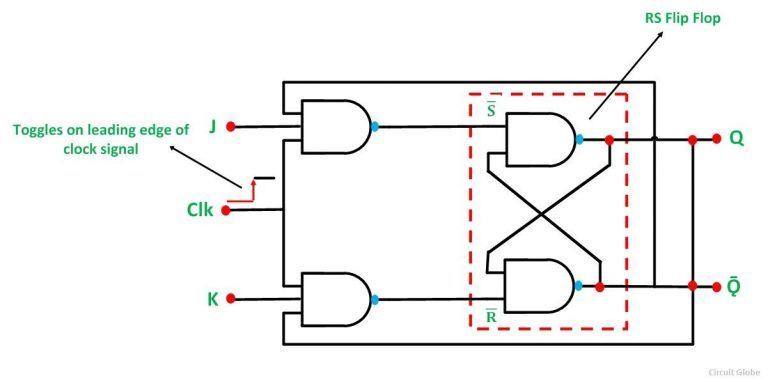 RS Flip Flop
S̅
J
Toggles on leading edge of
clock signal
Q
Clk
K
Q̅
R̅
Circuit Globe